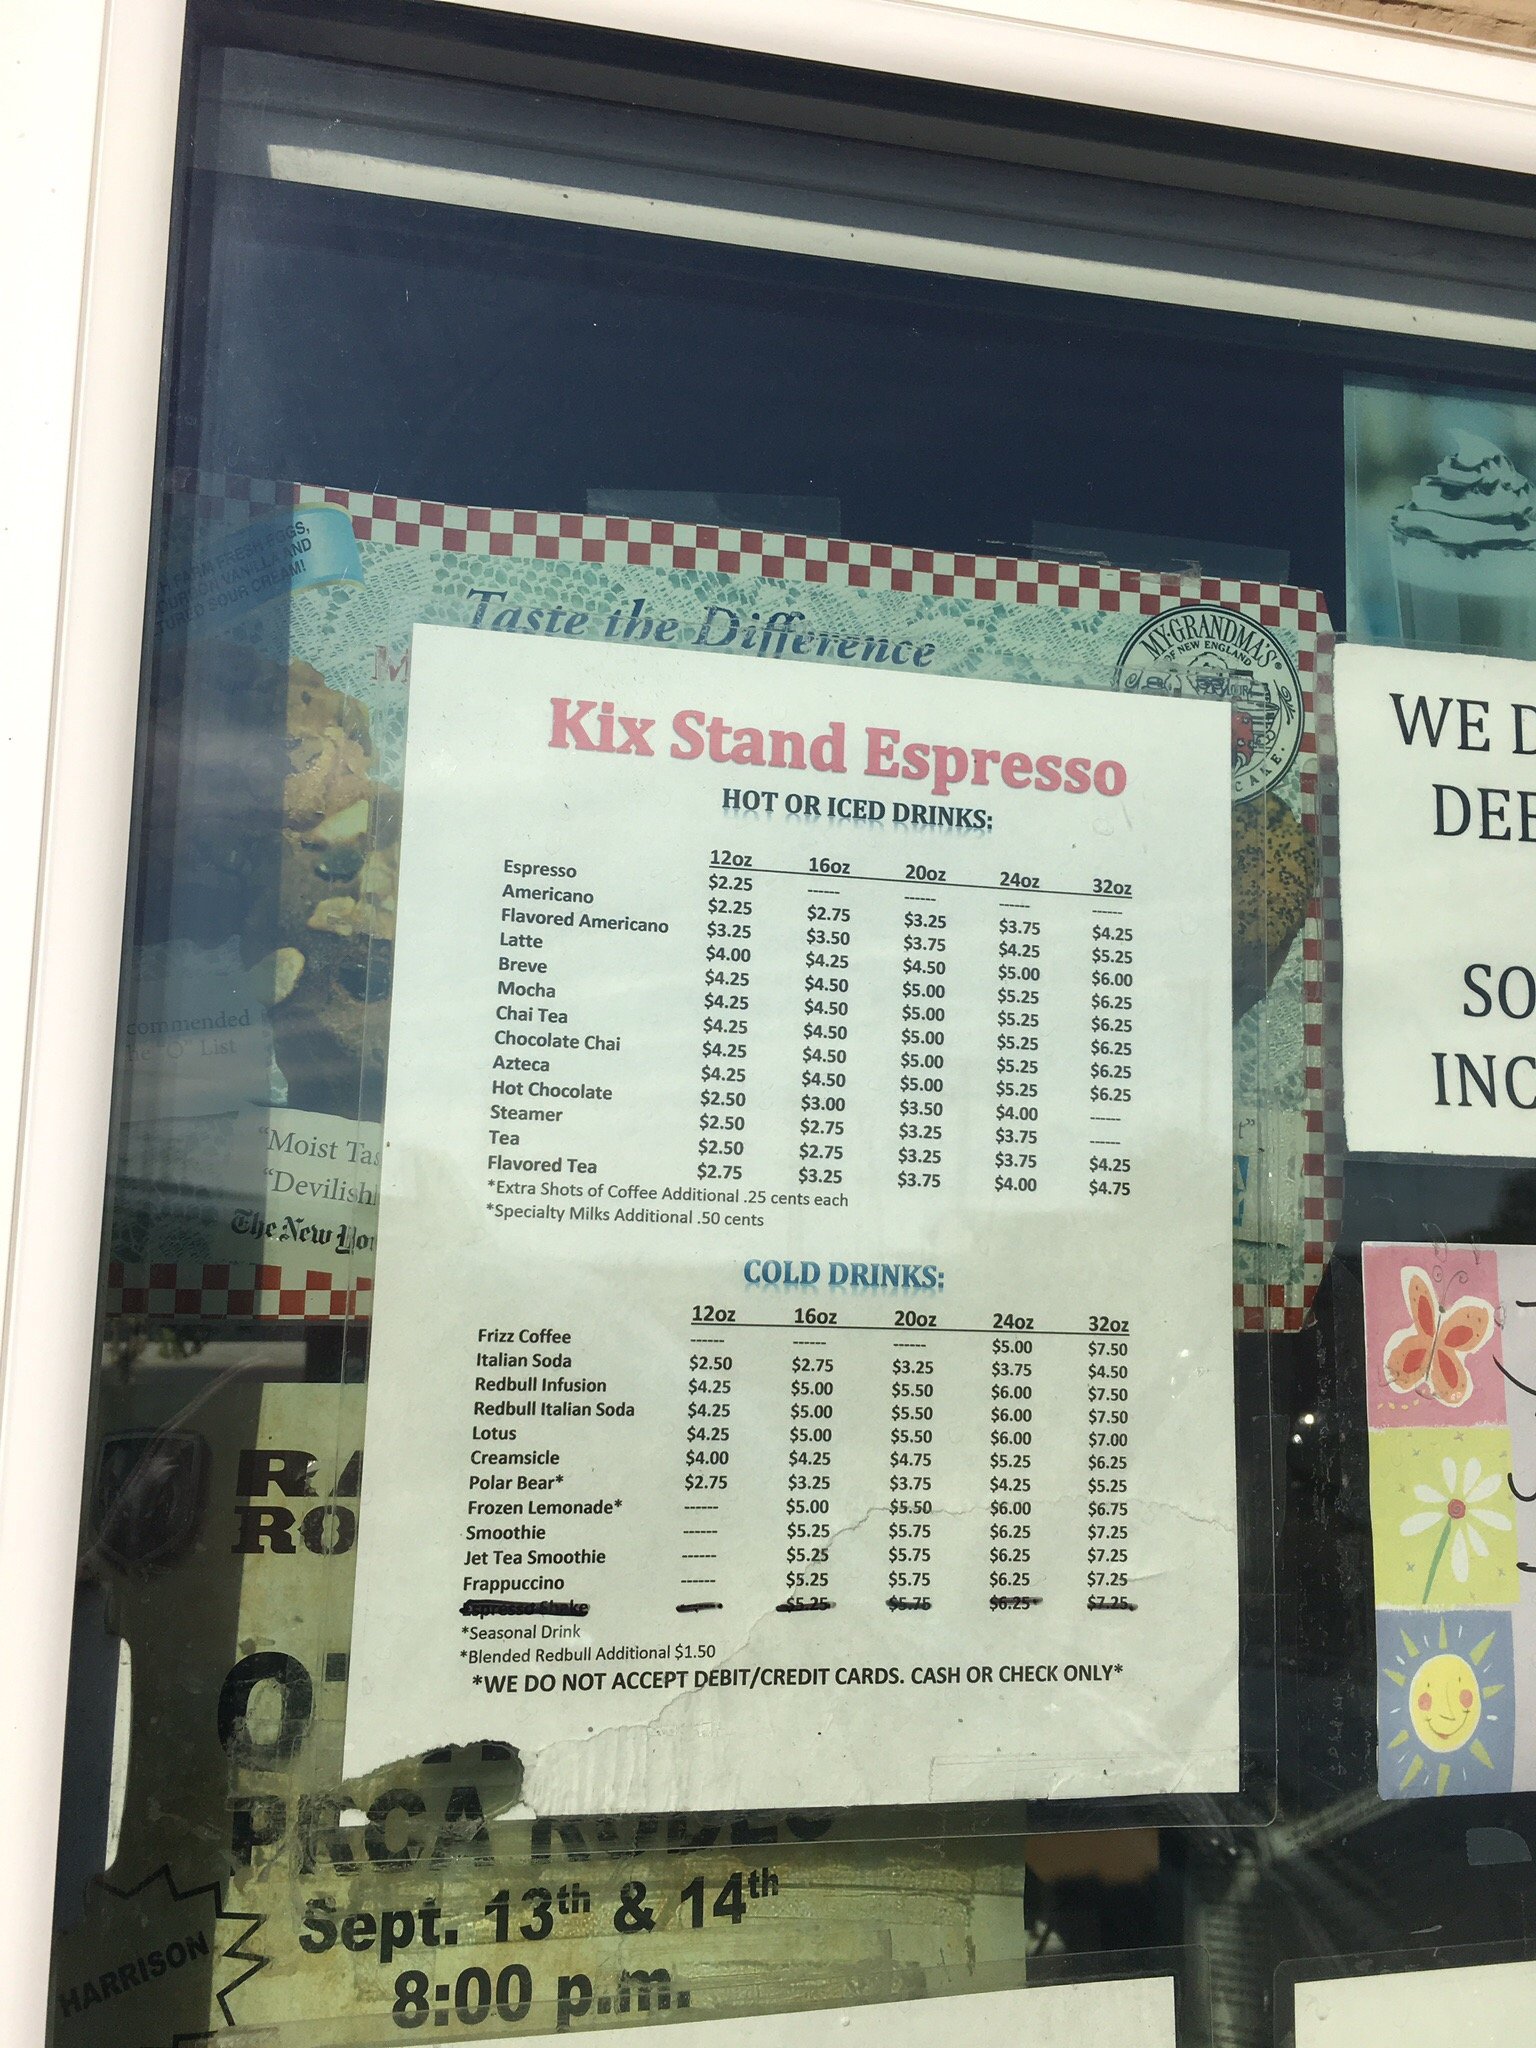 FARM FRESH EGGS,
VANILLA AND
SOUR CREAM!
Taste the Difference
M
MY·GRANDMA'S
OF NEW ENGLAND
CAKE.
commended
"O" List
"Moist Tas
"Devilishl
The New Yor
Kix Stand Espresso
HOT OR ICED DRINKS:
12oz 16oz 20oz 24oz 32oz
Espresso $2.25 ------ ------ ------ ------
Americano $2.25 $2.75 $3.25 $3.75 $4.25
Flavored Americano $3.25 $3.50 $3.75 $4.25 $5.25
Latte $4.00 $4.25 $4.50 $5.00 $6.00
Breve $4.25 $4.50 $5.00 $5.25 $6.25
Mocha $4.25 $4.50 $5.00 $5.25 $6.25
Chai Tea $4.25 $4.50 $5.00 $5.25 $6.25
Chocolate Chai $4.25 $4.50 $5.00 $5.25 $6.25
Azteca $4.25 $4.50 $5.00 $5.25 $6.25
Hot Chocolate $2.50 $3.00 $3.50 $4.00 ------
Steamer $2.50 $2.75 $3.25 $3.75 ------
Tea $2.50 $2.75 $3.25 $3.75 $4.25
Flavored Tea $2.75 $3.25 $3.75 $4.00 $4.75
*Extra Shots of Coffee Additional .25 cents each
*Specialty Milks Additional .50 cents
COLD DRINKS:
12oz 16oz 20oz 24oz 32oz
Frizz Coffee ------ ------ ------ $5.00 $7.50
Italian Soda $2.50 $2.75 $3.25 $3.75 $4.50
Redbull Infusion $4.25 $5.00 $5.50 $6.00 $7.50
Redbull Italian Soda $4.25 $5.00 $5.50 $6.00 $7.50
Lotus $4.25 $5.00 $5.50 $6.00 $7.00
Creamsicle $4.00 $4.25 $4.75 $5.25 $6.25
Polar Bear* $2.75 $3.25 $3.75 $4.25 $5.25
Frozen Lemonade* ------ $5.00 $5.50 $6.00 $6.75
Smoothie ------ $5.25 $5.75 $6.25 $7.25
Jet Tea Smoothie ------ $5.25 $5.75 $6.25 $7.25
Frappuccino ------ $5.25 $5.75 $6.25 $7.25
Espresso Shake ------ $5.25 $5.75 $6.25 $7.25
*Seasonal Drink
*Blended Redbull Additional $1.50
*WE DO NOT ACCEPT DEBIT/CREDIT CARDS. CASH OR CHECK ONLY*
WE D
DEB
SO
INC
RA
RO
PRCA RODEO
Sept. 13th & 14th
8:00 p.m.
HARRISON